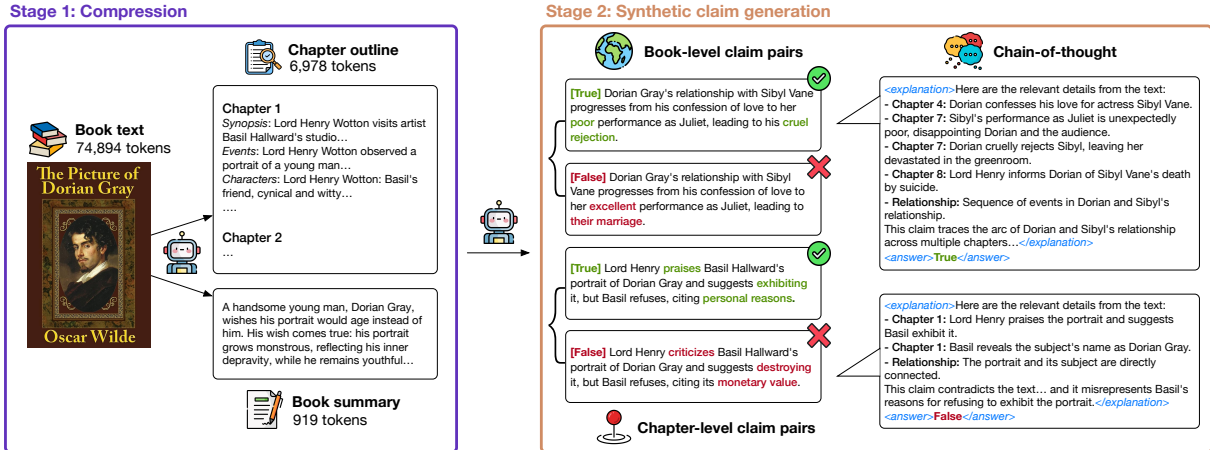 Stage 1: Compression
Book text
74,894 tokens
The Picture of
Dorian Gray
Oscar Wilde
Chapter outline
6,978 tokens
Chapter 1
Synopsis: Lord Henry Wotton visits artist
Basil Hallward's studio…
Events: Lord Henry Wotton observed a
portrait of a young man…
Characters: Lord Henry Wotton: Basil's
friend, cynical and witty…
....
Chapter 2
...
A handsome young man, Dorian Gray,
wishes his portrait would age instead of
him. His wish comes true: his portrait
grows monstrous, reflecting his inner
depravity, while he remains youthful…
Book summary
919 tokens
Stage 2: Synthetic claim generation
Book-level claim pairs
[True] Dorian Gray's relationship with Sibyl Vane
progresses from his confession of love to her
poor performance as Juliet, leading to his cruel
rejection.
[False] Dorian Gray's relationship with Sibyl
Vane progresses from his confession of love to
her excellent performance as Juliet, leading to
their marriage.
[True] Lord Henry praises Basil Hallward's
portrait of Dorian Gray and suggests exhibiting
it, but Basil refuses, citing personal reasons.
[False] Lord Henry criticizes Basil Hallward's
portrait of Dorian Gray and suggests destroying
it, but Basil refuses, citing its monetary value.
Chapter-level claim pairs
Chain-of-thought
<explanation>Here are the relevant details from the text:
- Chapter 4: Dorian confesses his love for actress Sibyl Vane.
- Chapter 7: Sibyl's performance as Juliet is unexpectedly
poor, disappointing Dorian and the audience.
- Chapter 7: Dorian cruelly rejects Sibyl, leaving her
devastated in the greenroom.
- Chapter 8: Lord Henry informs Dorian of Sibyl Vane's death
by suicide.
- Relationship: Sequence of events in Dorian and Sibyl's
relationship.
This claim traces the arc of Dorian and Sibyl's relationship
across multiple chapters…</explanation>
<answer>True</answer>
<explanation>Here are the relevant details from the text:
- Chapter 1: Lord Henry praises the portrait and suggests
Basil exhibit it.
- Chapter 1: Basil reveals the subject's name as Dorian Gray.
- Relationship: The portrait and its subject are directly
connected.
This claim contradicts the text… and it misrepresents Basil's
reasons for refusing to exhibit the portrait.</explanation>
<answer>False</answer>